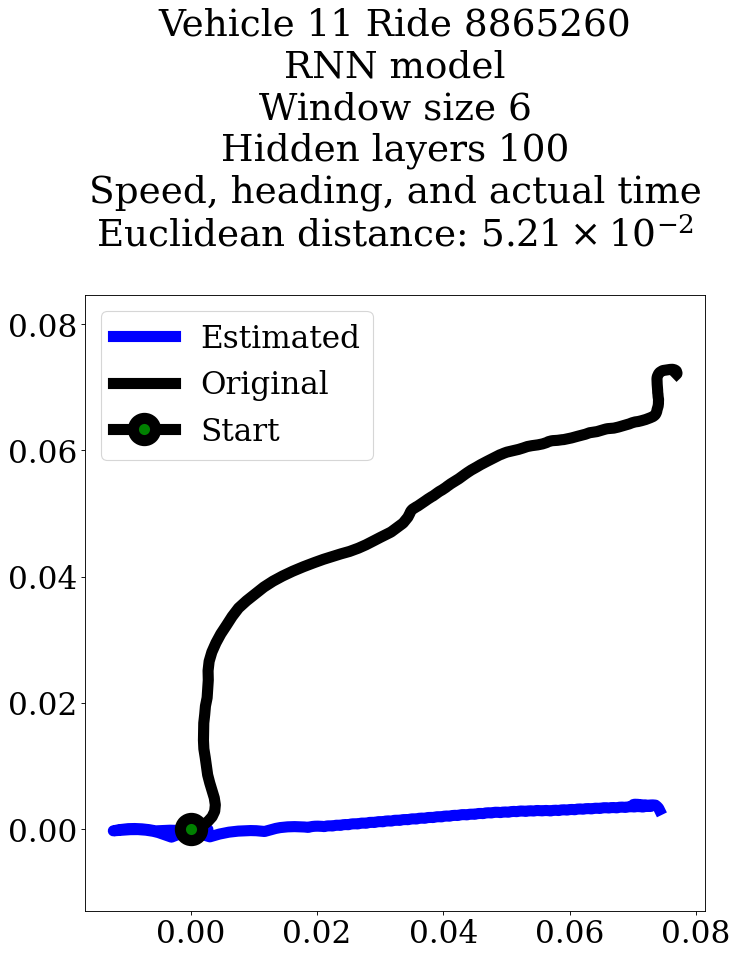 Vehicle 11 Ride 8865260
RNN model
Window size 6
Hidden layers 100
Speed, heading, and actual time
Euclidean distance: 5.21 × 10⁻²
Estimated
Original
Start
0.08
0.06
0.04
0.02
0.00
0.00 0.02 0.04 0.06 0.08